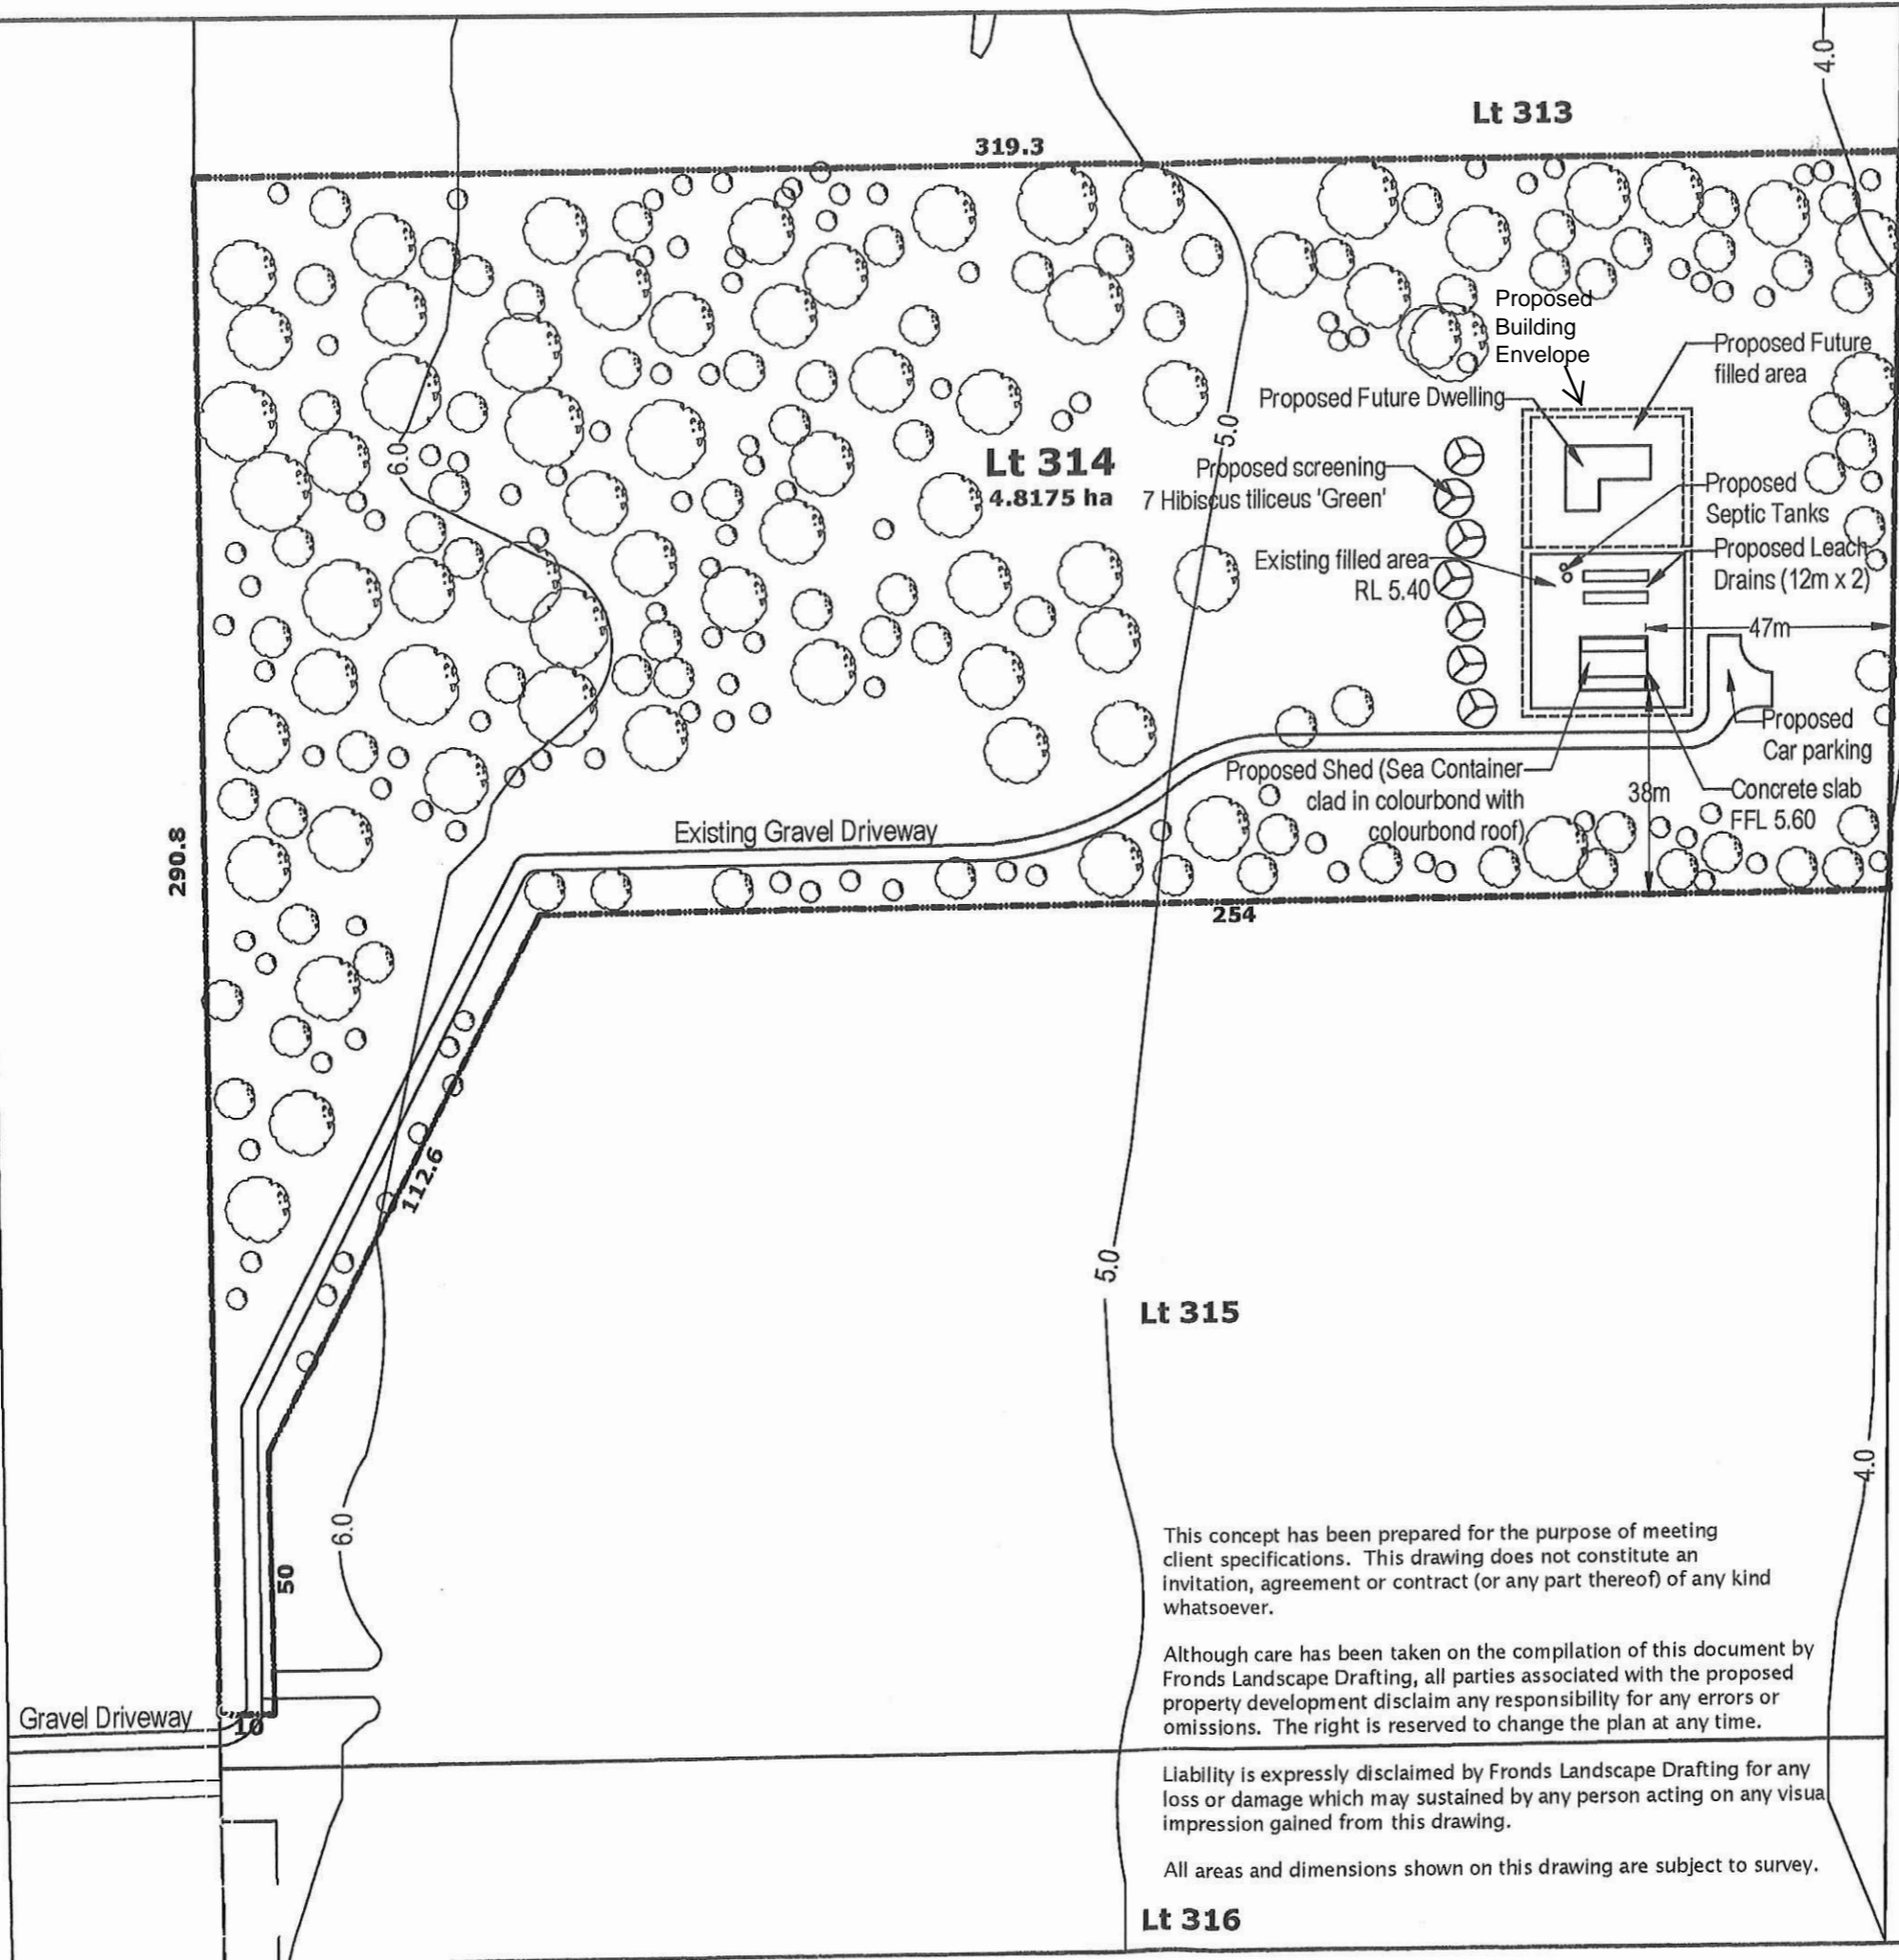 4.0
Lt 313
319.3
Proposed
Building
Envelope
Proposed Future
filled area
Proposed Future Dwelling
5.0
6.0
Lt 314
4.8175 ha
Proposed screening
7 Hibiscus tiliceus 'Green'
Proposed
Septic Tanks
Existing filled area
RL 5.40
Proposed Leach
Drains (12m x 2)
47m
Proposed
Car parking
Proposed Shed (Sea Container
clad in colourbond with
colourbond roof)
38m
Concrete slab
FFL 5.60
Existing Gravel Driveway
290.8
254
112.6
5.0
Lt 315
4.0
6.0
50
This concept has been prepared for the purpose of meeting
client specifications. This drawing does not constitute an
invitation, agreement or contract (or any part thereof) of any kind
whatsoever.
Although care has been taken on the compilation of this document by
Fronds Landscape Drafting, all parties associated with the proposed
property development disclaim any responsibility for any errors or
omissions. The right is reserved to change the plan at any time.
Gravel Driveway
10
Liability is expressly disclaimed by Fronds Landscape Drafting for any
loss or damage which may sustained by any person acting on any visua
impression gained from this drawing.
All areas and dimensions shown on this drawing are subject to survey.
Lt 316